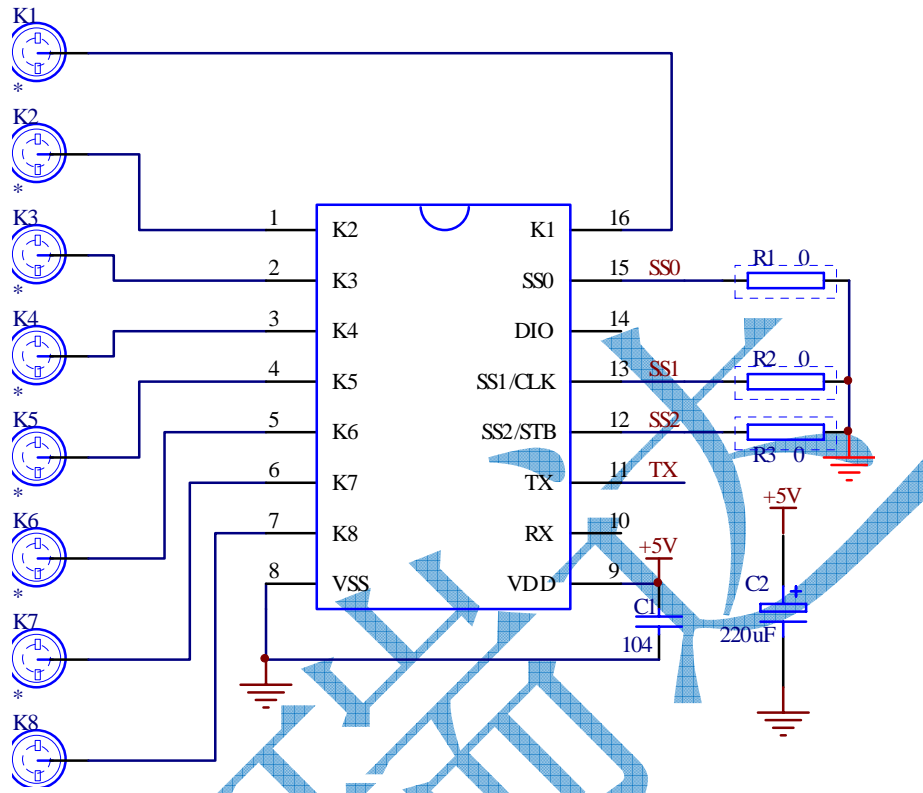 K1
*
K2
*
K3
*
K4
*
K5
*
K6
*
K7
*
K8
1 K2
2 K3
3 K4
4 K5
5 K6
6 K7
7 K8
8 VSS
K1 16
SS0 15 SS0
DIO 14
SS1/CLK 13 SS1
SS2/STB 12 SS2
TX 11 TX
RX 10
VDD 9
R1 0
R2 0
R3 0
+5V
C1
104
+5V
C2 +
220uF